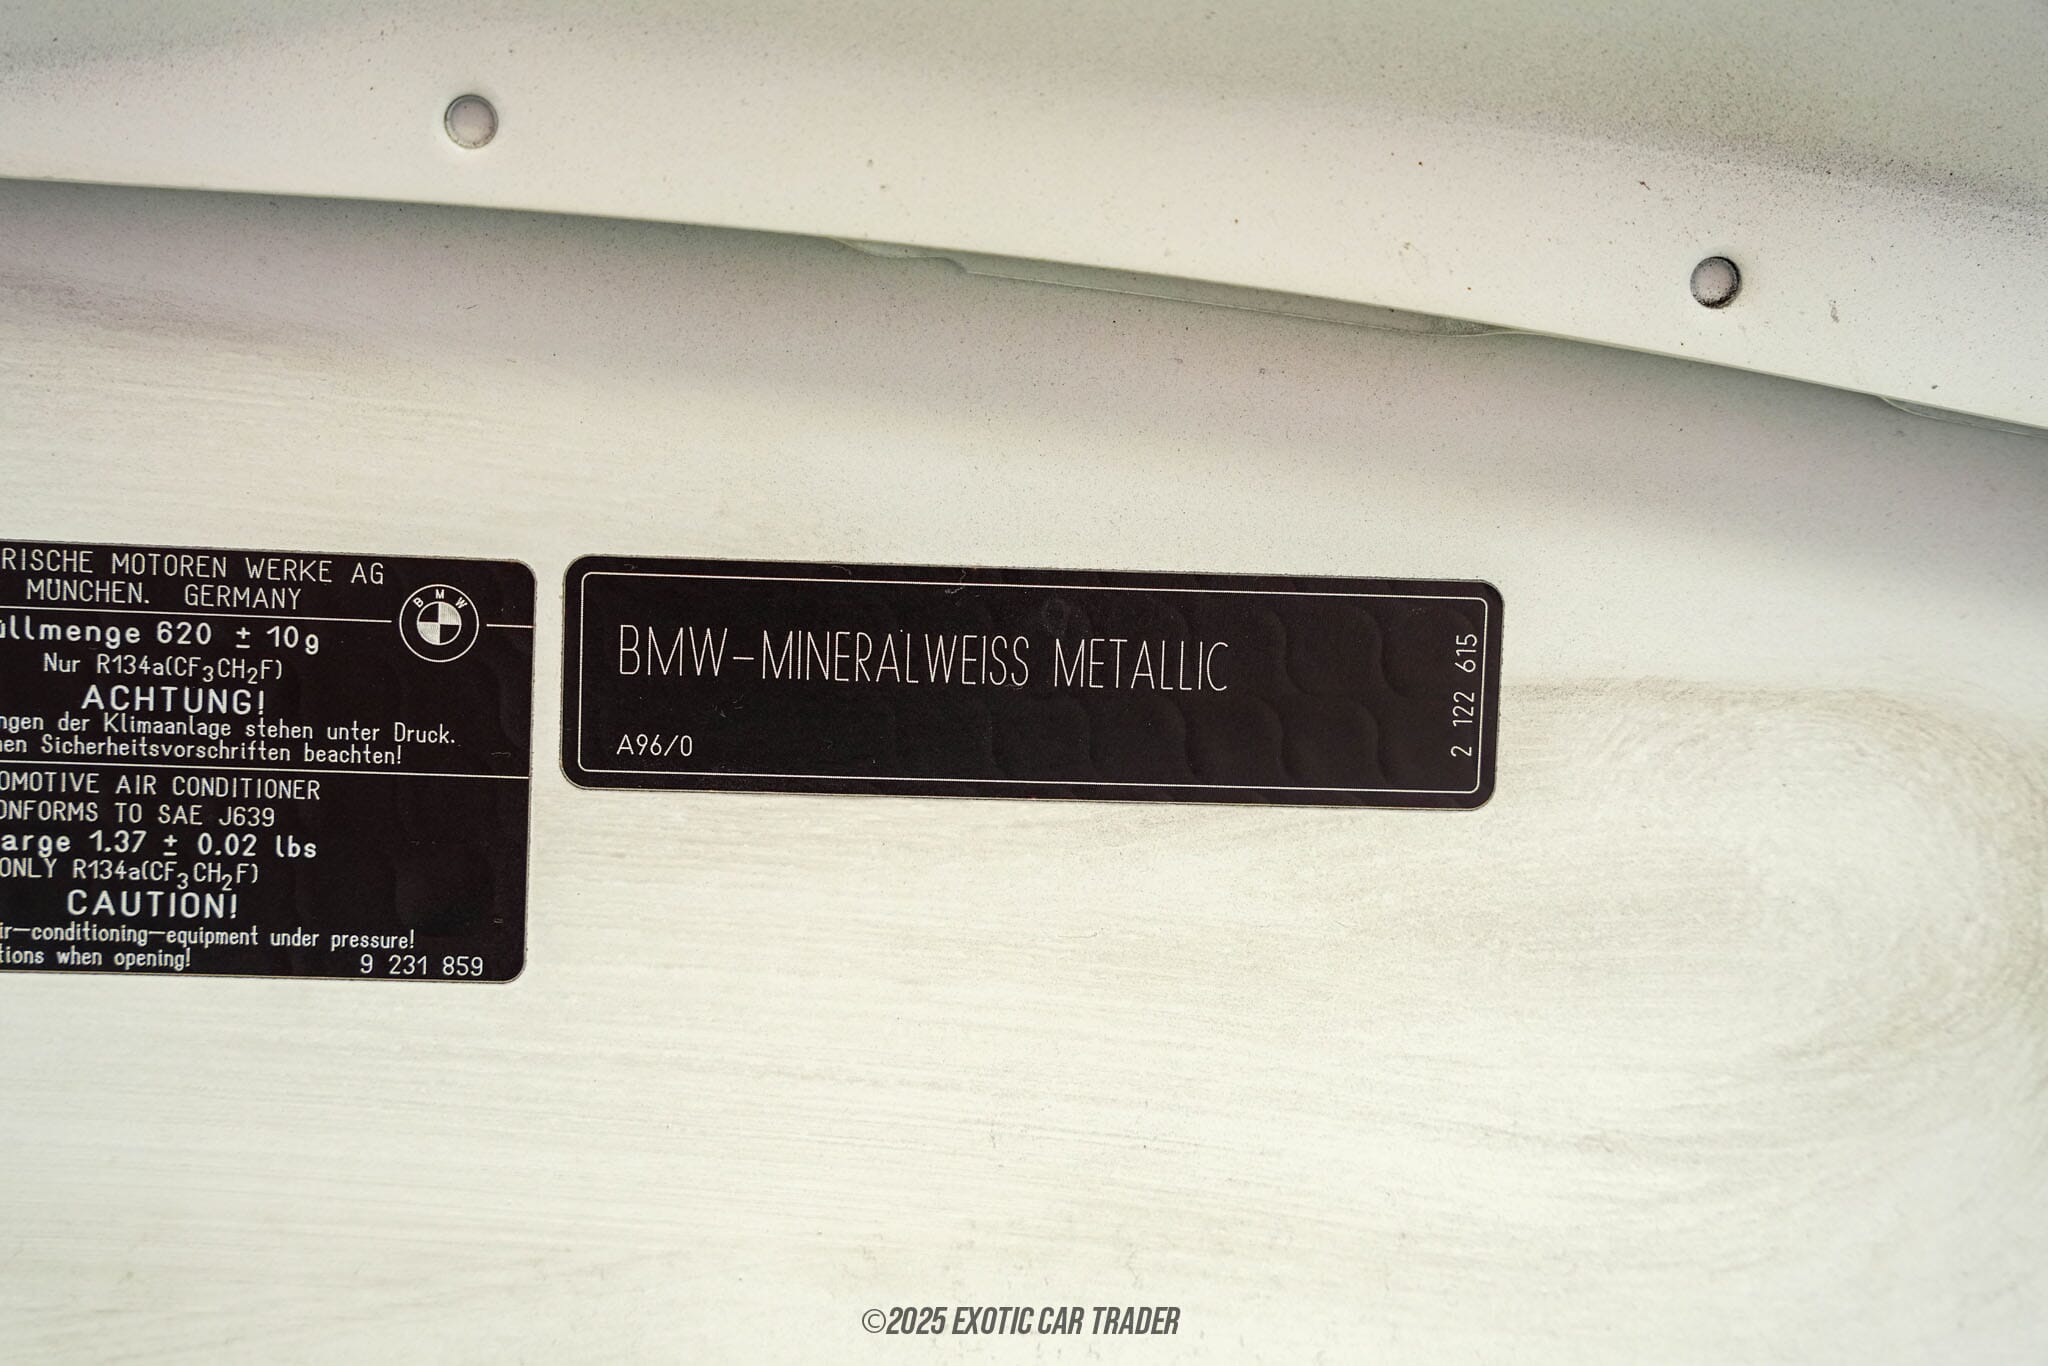 RISCHE MOTOREN WERKE AG
MÜNCHEN. GERMANY
BMW
üllmenge 620 ± 10g
Nur R134a(CF₃CH₂F)
ACHTUNG!
ngen der Klimaanlage stehen unter Druck.
en Sicherheitsvorschriften beachten!
OMOTIVE AIR CONDITIONER
ONFORMS TO SAE J639
arge 1.37 ± 0.02 lbs
ONLY R134a(CF₃CH₂F)
CAUTION!
ir-conditioning-equipment under pressure!
tions when opening!
9 231 859
BMW-MINERALWEISS METALLIC
A96/0
2 122 615
©2025 EXOTIC CAR TRADER